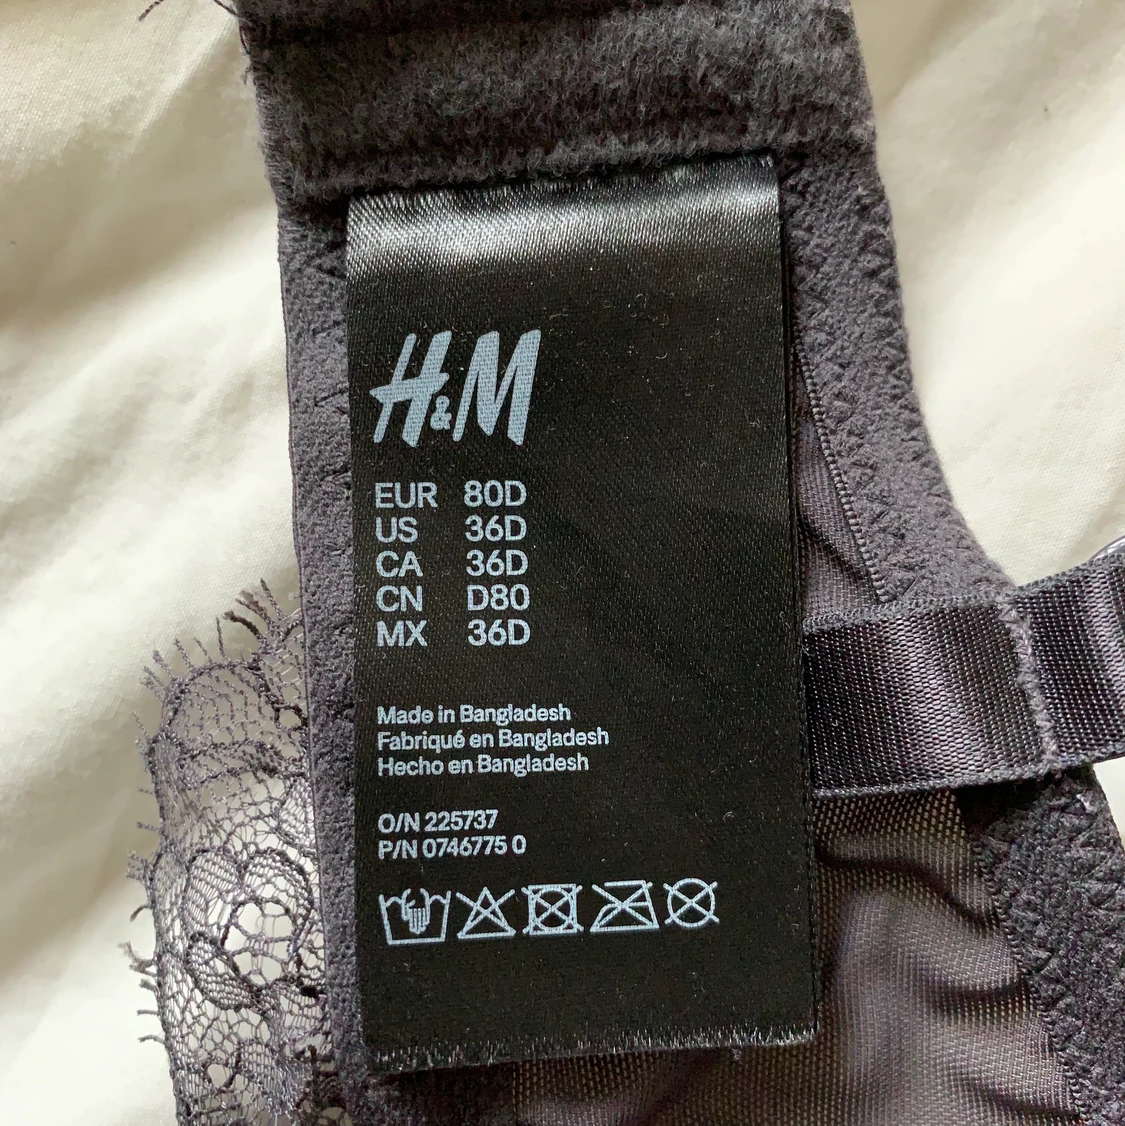 H&M
EUR 80D
US 36D
CA 36D
CN D80
MX 36D
Made in Bangladesh
Fabriqué en Bangladesh
Hecho en Bangladesh
O/N 225737
P/N 0746775 0